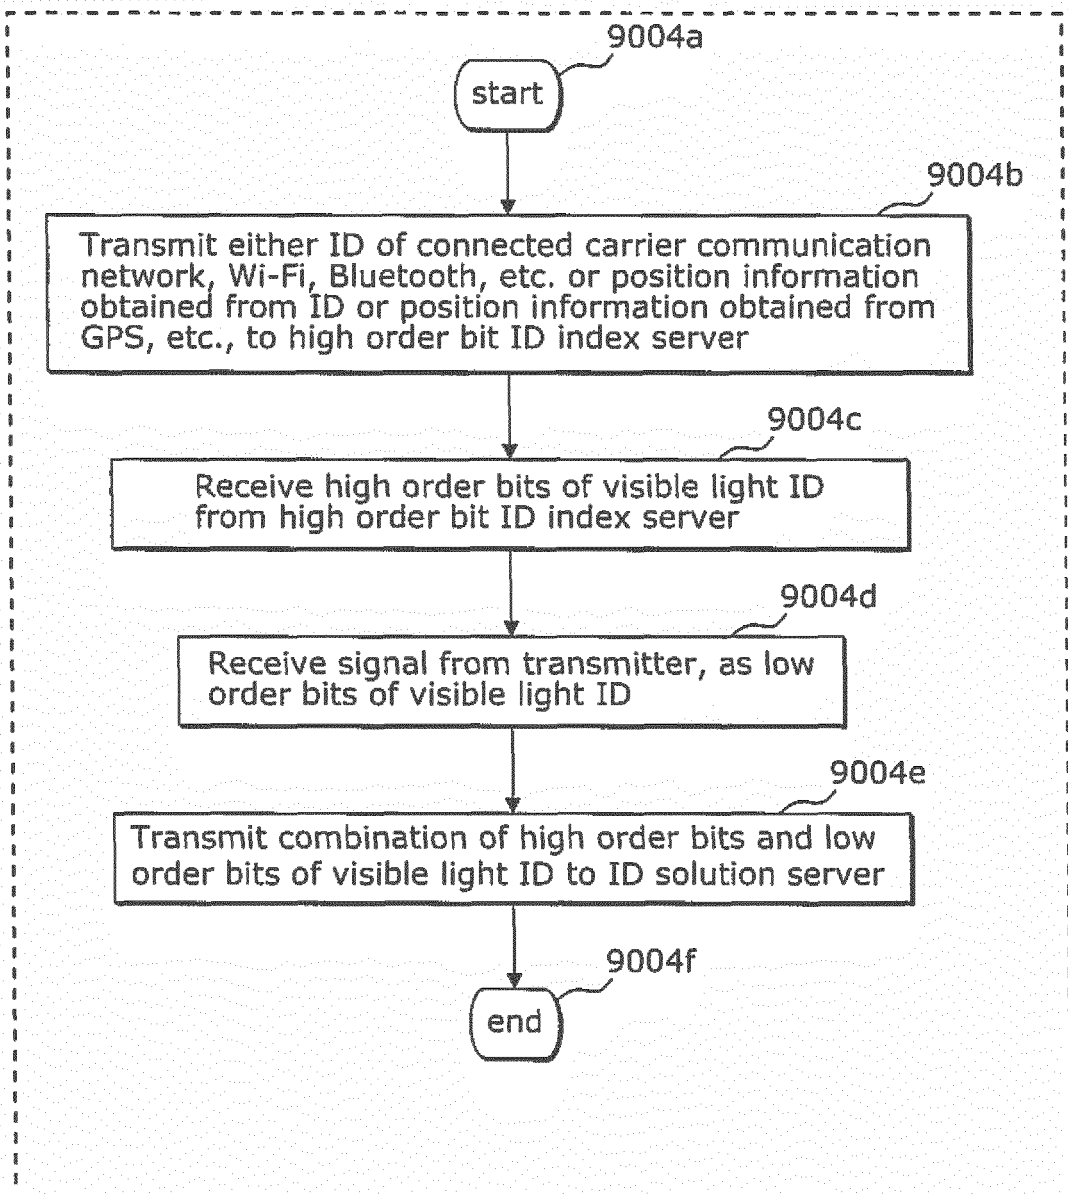 9004a
start
9004b
Transmit either ID of connected carrier communication
network, Wi-Fi, Bluetooth, etc. or position information
obtained from ID or position information obtained from
GPS, etc., to high order bit ID index server
9004c
Receive high order bits of visible light ID
from high order bit ID index server
9004d
Receive signal from transmitter, as low
order bits of visible light ID
9004e
Transmit combination of high order bits and low
order bits of visible light ID to ID solution server
9004f
end